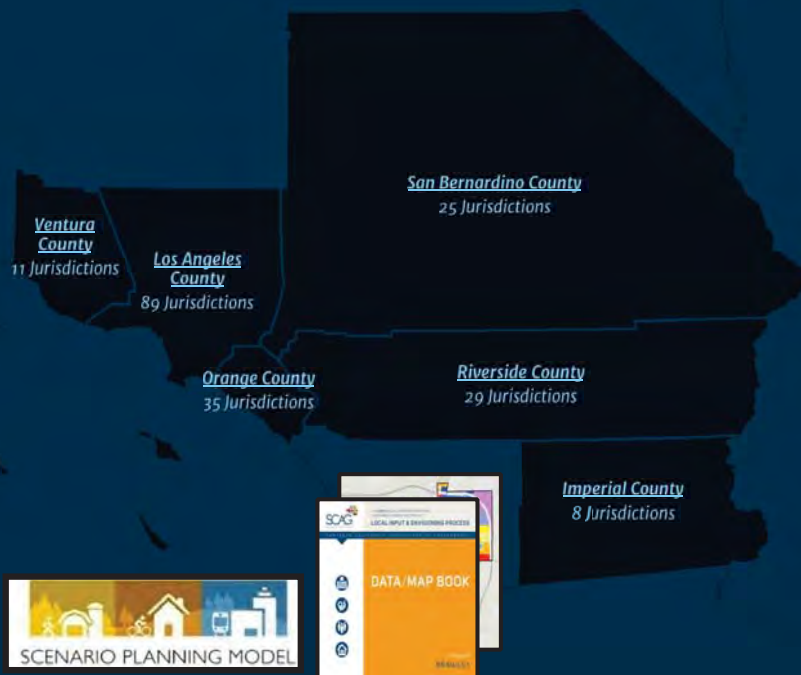 San Bernardino County
25 Jurisdictions
Ventura
County
11 Jurisdictions
Los Angeles
County
89 Jurisdictions
Orange County
35 Jurisdictions
Riverside County
29 Jurisdictions
Imperial County
8 Jurisdictions
SCAG
LOCAL INPUT & ENVISIONING PROCESS
DATA/MAP BOOK
SCENARIO PLANNING MODEL